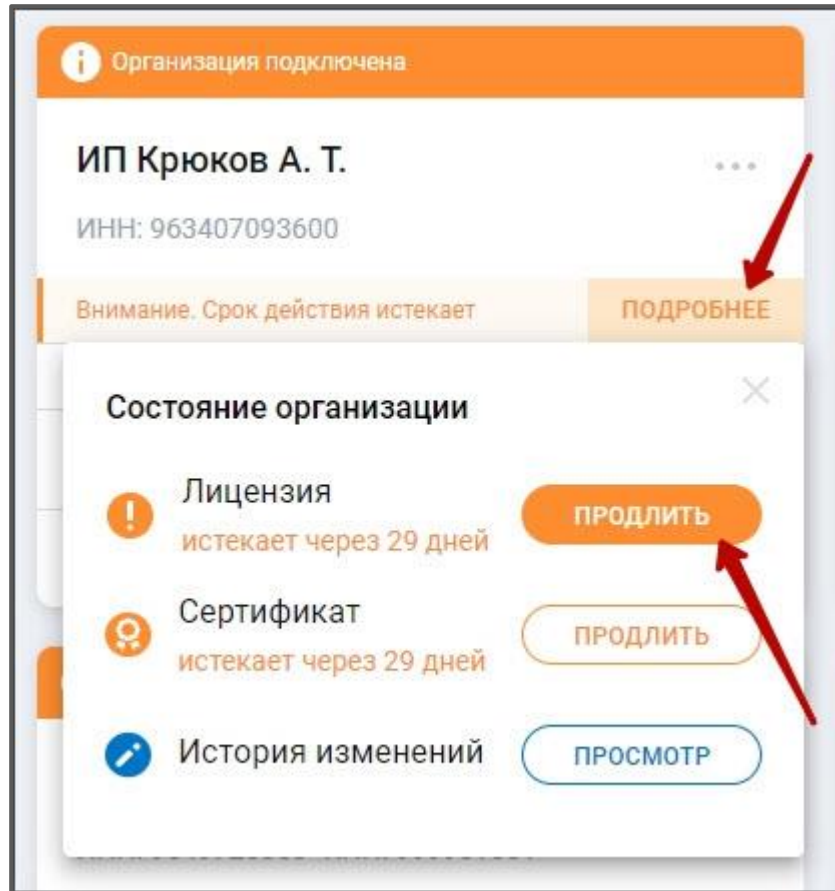 Организация подключена
ИП Крюков А. Т.
ИНН: 963407093600
Внимание. Срок действия истекает ПОДРОБНЕЕ
Состояние организации
Лицензия
истекает через 29 дней
ПРОДЛИТЬ
Сертификат
истекает через 29 дней
ПРОДЛИТЬ
История изменений
ПРОСМОТР